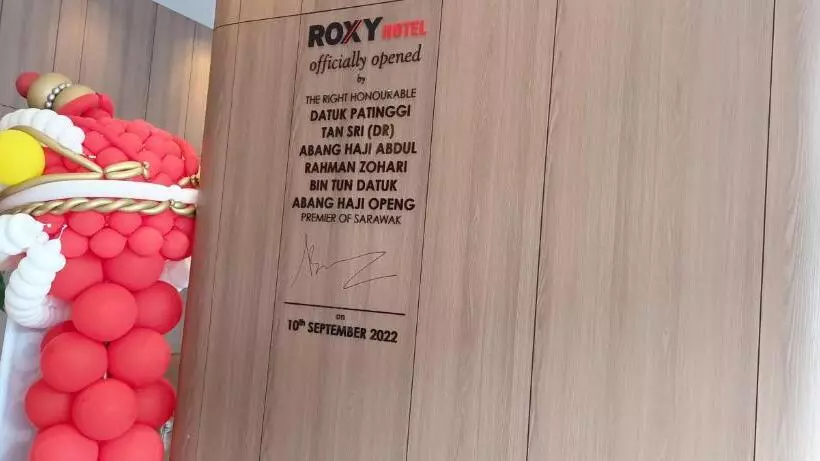 ROXY HOTEL
officially opened
by
THE RIGHT HONOURABLE
DATUK PATINGGI
TAN SRI (DR)
ABANG HAJI ABDUL
RAHMAN ZOHARI
BIN TUN DATUK
ABANG HAJI OPENG
PREMIER OF SARAWAK
on
10th SEPTEMBER 2022